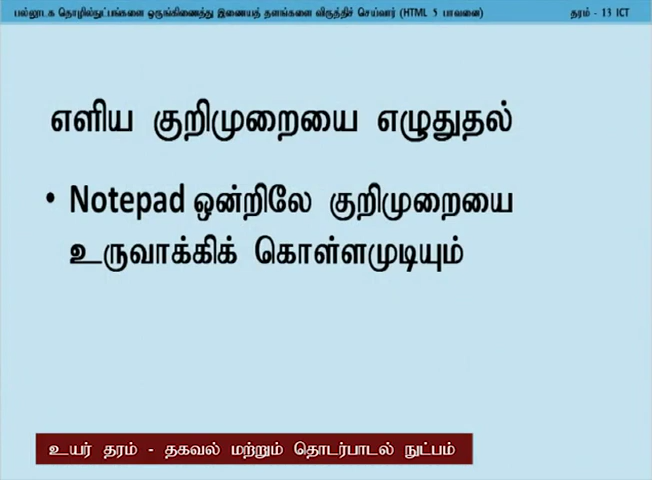 பல்லூடக தொழில்நுட்பங்களை ஒருங்கிணைத்து இணையத் தளங்களை விருத்திச் செய்வார் (HTML 5 பாவனை) தரம் - 13 ICT
எளிய குறிமுறையை எழுதுதல்
• Notepad ஒன்றிலே குறிமுறையை
உருவாக்கிக் கொள்ளமுடியும்
உயர் தரம் - தகவல் மற்றும் தொடர்பாடல் நுட்பம்